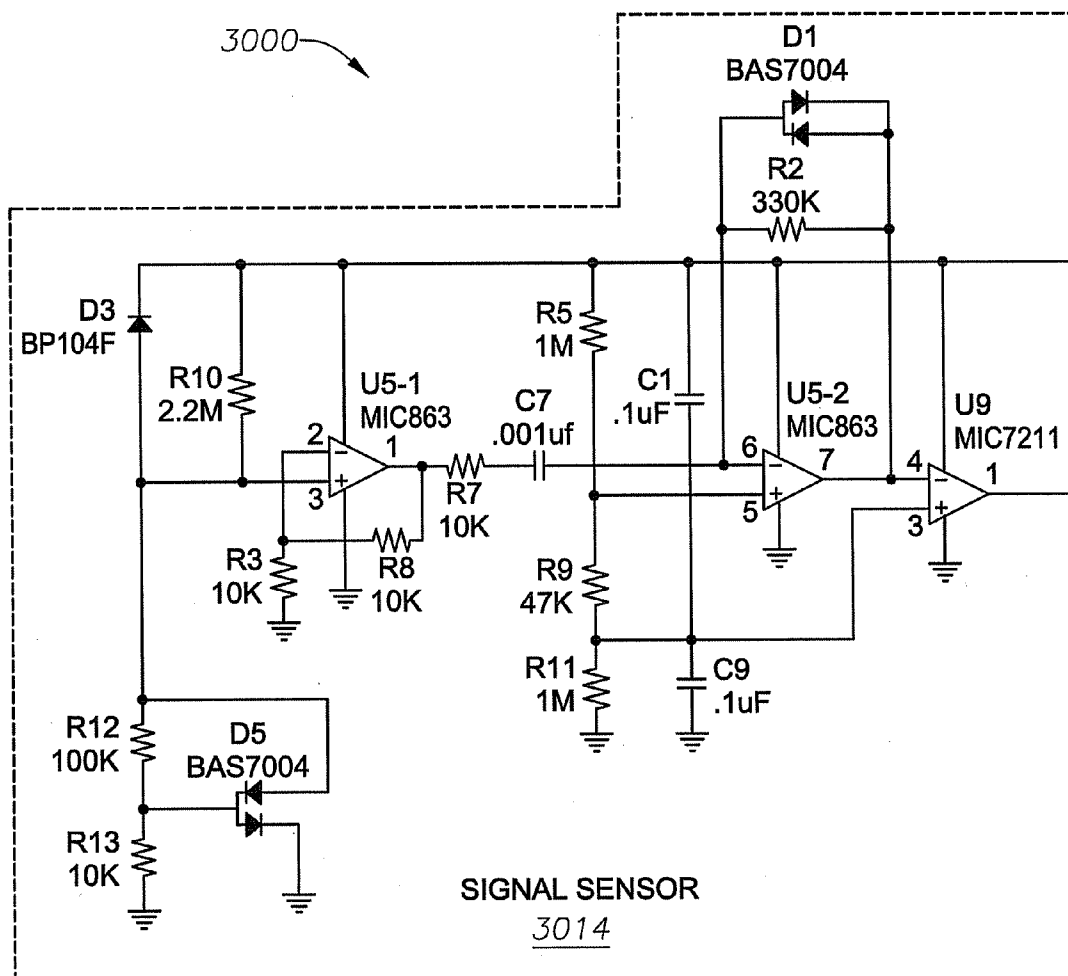 3000
D1
BAS7004
R2
330K
D3
BP104F
R10
2.2M
U5-1
MIC863
2
3
1
R7
10K
C7
.001uf
R5
1M
C1
.1uF
U5-2
MIC863
6
5
7
U9
MIC7211
4
3
1
R3
10K
R8
10K
R9
47K
R11
1M
C9
.1uF
R12
100K
D5
BAS7004
R13
10K
SIGNAL SENSOR
3014